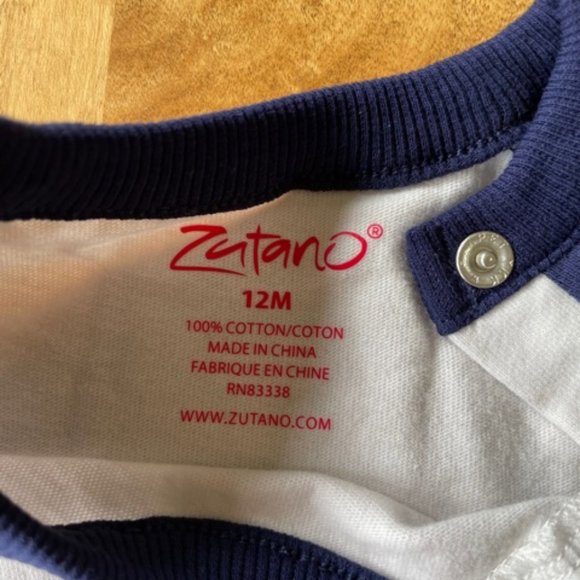 Zutano®
12M
100% COTTON/COTON
MADE IN CHINA
FABRIQUE EN CHINE
RN83338
WWW.ZUTANO.COM